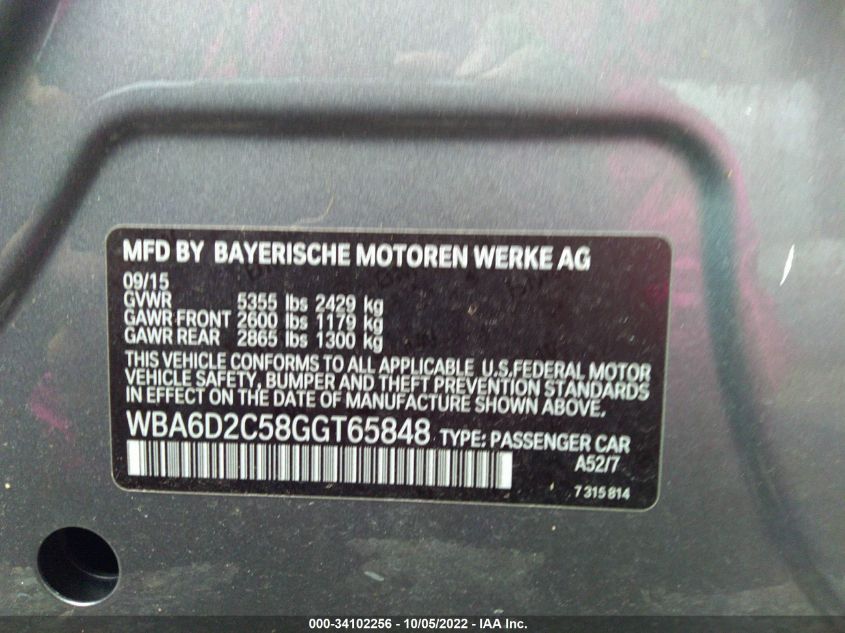 MFD BY BAYERISCHE MOTOREN WERKE AG
09/15
GVWR 5355 lbs 2429 kg
GAWR FRONT 2600 lbs 1179 kg
GAWR REAR 2865 lbs 1300 kg
THIS VEHICLE CONFORMS TO ALL APPLICABLE U.S.FEDERAL MOTOR
VEHICLE SAFETY, BUMPER AND THEFT PREVENTION STANDARDS
IN EFFECT ON THE DATE OF MANUFACTURE SHOWN ABOVE.
WBA6D2C58GGT65848 TYPE: PASSENGER CAR
A52/7
7 315 814
000-34102256 - 10/05/2022 - IAA Inc.